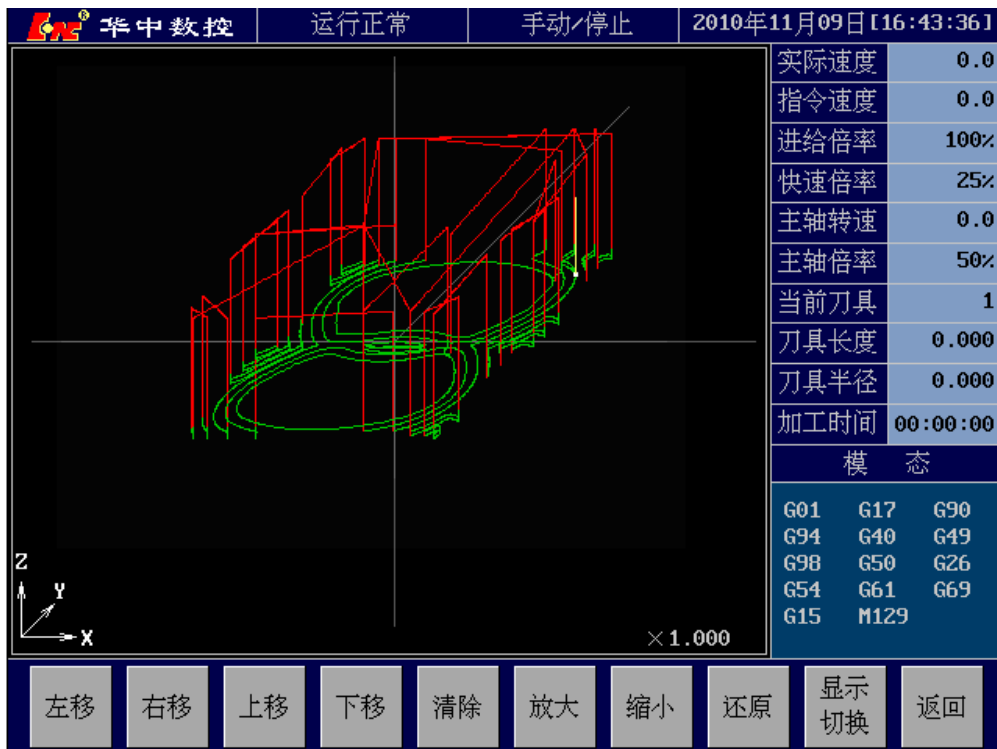 CNC® 华中数控 运行正常 手动/停止 2010年11月09日[16:43:36]
实际速度 0.0
指令速度 0.0
进给倍率 100%
快速倍率 25%
主轴转速 0.0
主轴倍率 50%
当前刀具 1
刀具长度 0.000
刀具半径 0.000
加工时间 00:00:00
模 态
G01 G17 G90
G94 G40 G49
G98 G50 G26
G54 G61 G69
G15 M129
Z
Y
X
×1.000
左移 右移 上移 下移 清除 放大 缩小 还原 显示切换 返回